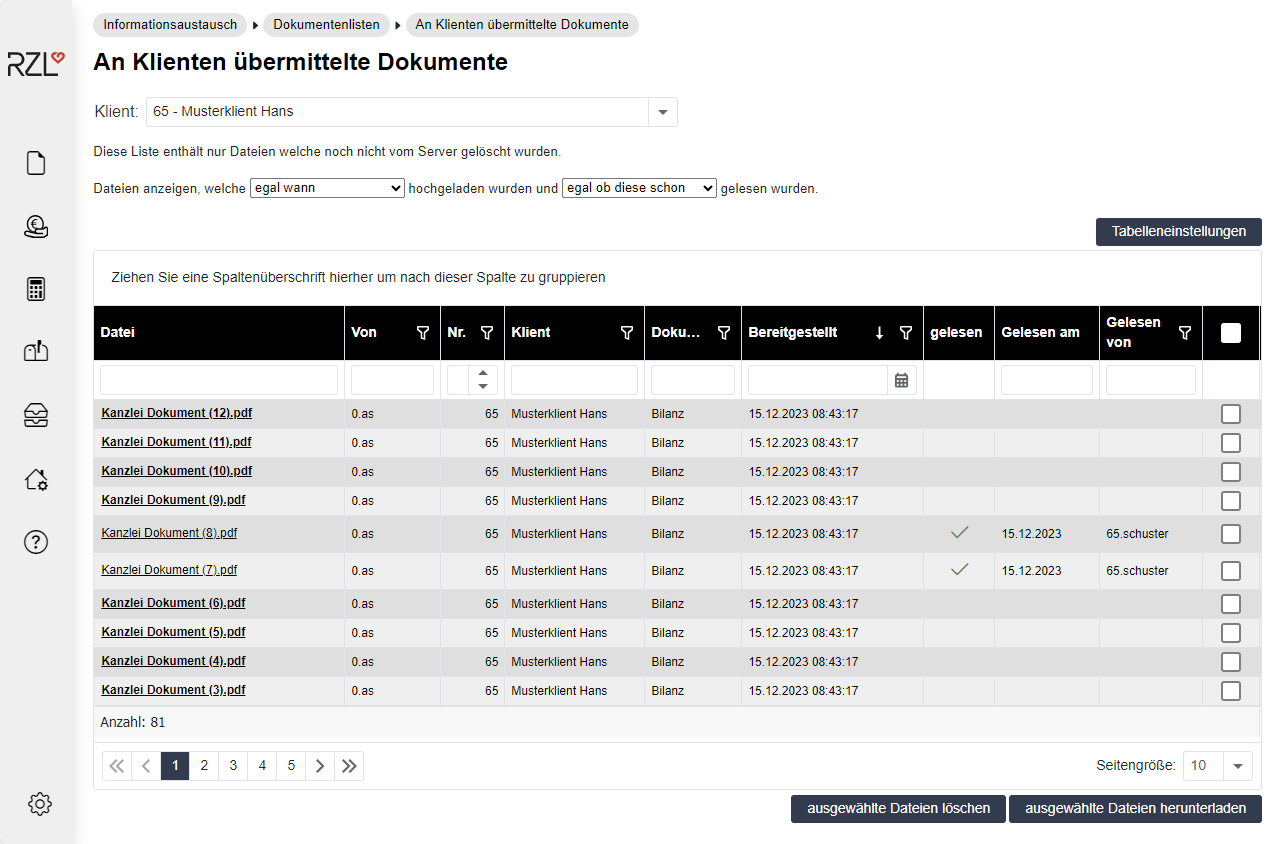 Informationsaustausch Dokumentenlisten An Klienten übermittelte Dokumente
RZL
An Klienten übermittelte Dokumente
Klient: 65 - Musterklient Hans
Diese Liste enthält nur Dateien welche noch nicht vom Server gelöscht wurden.
Dateien anzeigen, welche egal wann hochgeladen wurden und egal ob diese schon gelesen wurden.
Tabelleneinstellungen
Ziehen Sie eine Spaltenüberschrift hierher um nach dieser Spalte zu gruppieren
Datei Von Nr. Klient Doku... Bereitgestellt gelesen Gelesen am Gelesen von
Kanzlei Dokument (12).pdf 0.as 65 Musterklient Hans Bilanz 15.12.2023 08:43:17
Kanzlei Dokument (11).pdf 0.as 65 Musterklient Hans Bilanz 15.12.2023 08:43:17
Kanzlei Dokument (10).pdf 0.as 65 Musterklient Hans Bilanz 15.12.2023 08:43:17
Kanzlei Dokument (9).pdf 0.as 65 Musterklient Hans Bilanz 15.12.2023 08:43:17
Kanzlei Dokument (8).pdf 0.as 65 Musterklient Hans Bilanz 15.12.2023 08:43:17 15.12.2023 65.schuster
Kanzlei Dokument (7).pdf 0.as 65 Musterklient Hans Bilanz 15.12.2023 08:43:17 15.12.2023 65.schuster
Kanzlei Dokument (6).pdf 0.as 65 Musterklient Hans Bilanz 15.12.2023 08:43:17
Kanzlei Dokument (5).pdf 0.as 65 Musterklient Hans Bilanz 15.12.2023 08:43:17
Kanzlei Dokument (4).pdf 0.as 65 Musterklient Hans Bilanz 15.12.2023 08:43:17
Kanzlei Dokument (3).pdf 0.as 65 Musterklient Hans Bilanz 15.12.2023 08:43:17
Anzahl: 81
1 2 3 4 5 Seitengröße: 10
ausgewählte Dateien löschen ausgewählte Dateien herunterladen